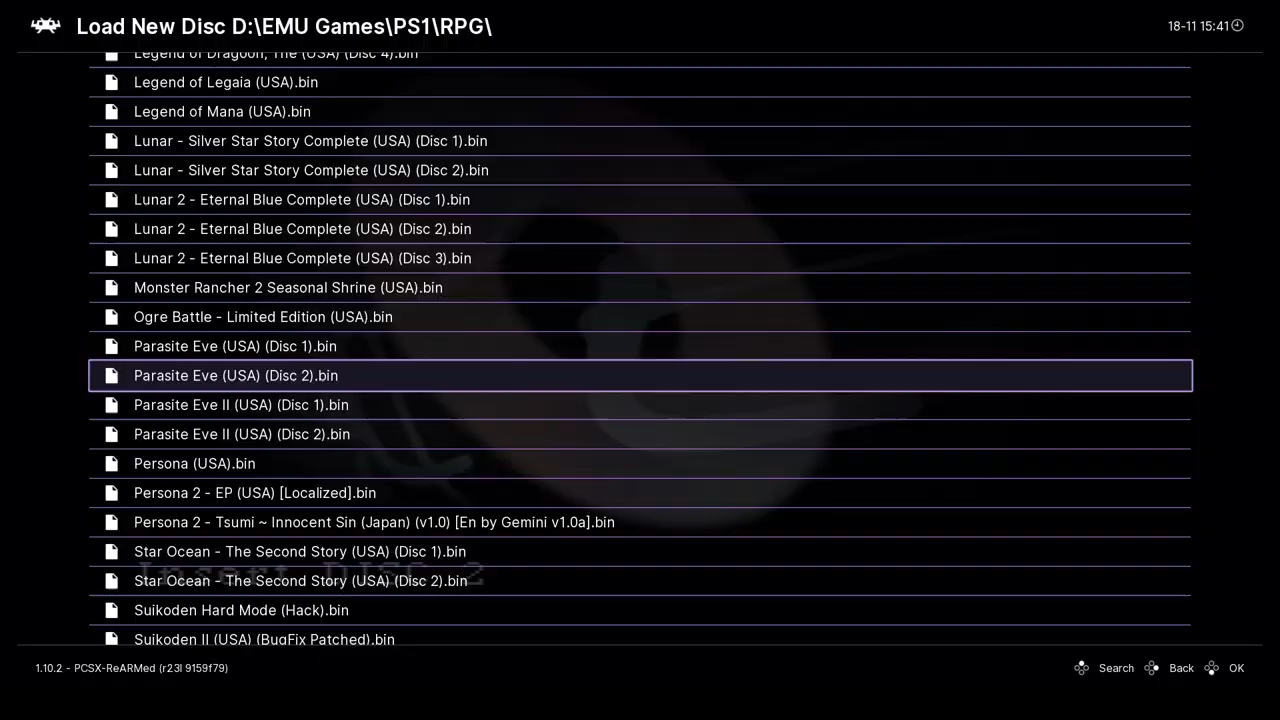 Load New Disc D:\EMU Games\PS1\RPG\
18-11 15:41
Legend of Dragoon, The (USA) (Disc 4).bin
Legend of Legaia (USA).bin
Legend of Mana (USA).bin
Lunar - Silver Star Story Complete (USA) (Disc 1).bin
Lunar - Silver Star Story Complete (USA) (Disc 2).bin
Lunar 2 - Eternal Blue Complete (USA) (Disc 1).bin
Lunar 2 - Eternal Blue Complete (USA) (Disc 2).bin
Lunar 2 - Eternal Blue Complete (USA) (Disc 3).bin
Monster Rancher 2 Seasonal Shrine (USA).bin
Ogre Battle - Limited Edition (USA).bin
Parasite Eve (USA) (Disc 1).bin
Parasite Eve (USA) (Disc 2).bin
Parasite Eve II (USA) (Disc 1).bin
Parasite Eve II (USA) (Disc 2).bin
Persona (USA).bin
Persona 2 - EP (USA) [Localized].bin
Persona 2 - Tsumi ~ Innocent Sin (Japan) (v1.0) [En by Gemini v1.0a].bin
Star Ocean - The Second Story (USA) (Disc 1).bin
Insert DISC 2
Star Ocean - The Second Story (USA) (Disc 2).bin
Suikoden Hard Mode (Hack).bin
Suikoden II (USA) (BugFix Patched).bin
1.10.2 - PCSX-ReARMed (r23l 9159f79)
Search Back OK